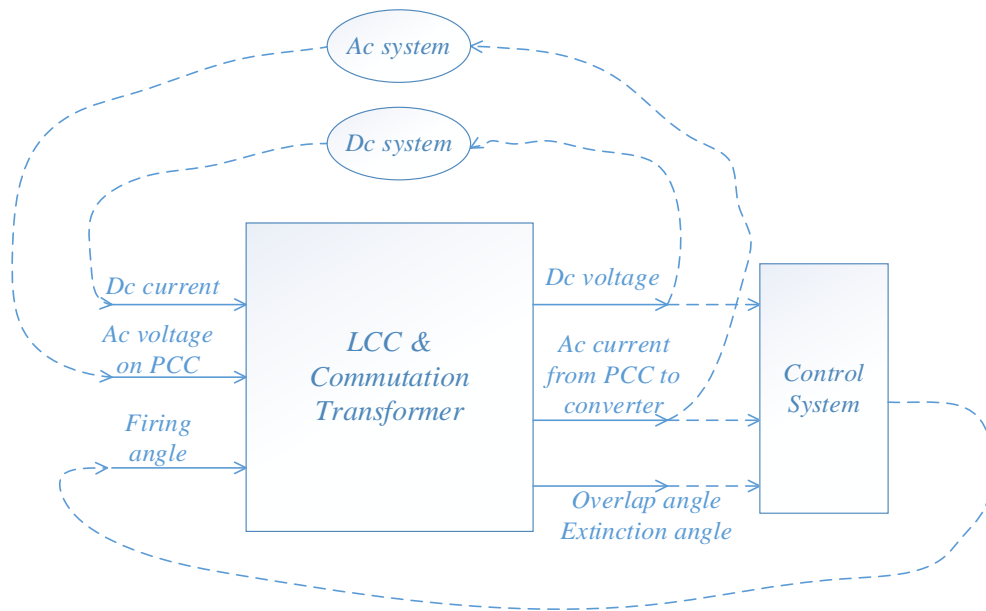 Ac system
Dc system
Dc current
Ac voltage
on PCC
Firing
angle
LCC &
Commutation
Transformer
Dc voltage
Ac current
from PCC to
converter
Overlap angle
Extinction angle
Control
System